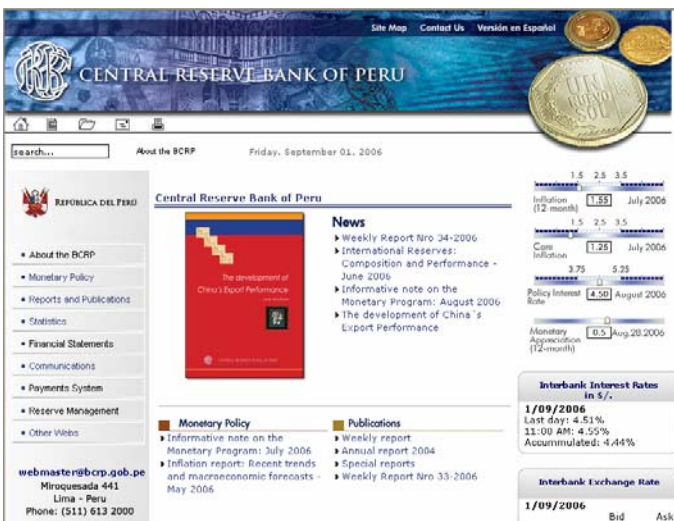 Site Map Contact Us Versión en Español
CENTRAL RESERVE BANK OF PERU
UN
NUEVO
SOL
search...
About the BCRP
Friday, September 01, 2006
REPÚBLICA DEL PERÚ
About the BCRP
Monetary Policy
Reports and Publications
Statistics
Financial Statements
Communications
Payments System
Reserve Management
Other Webs
webmaster@bcrp.gob.pe
Miroquesada 441
Lima - Peru
Phone: (511) 613 2000
Central Reserve Bank of Peru
The development of
China's Export Performance
News
Weekly Report Nro 34-2006
International Reserves:
Composition and Performance -
June 2006
Informative note on the
Monetary Program: August 2006
The development of China´s
Export Performance
Monetary Policy
Informative note on the
Monetary Program: July 2006
Inflation report: Recent trends
and macroeconomic forecasts -
May 2006
Publications
Weekly report
Annual report 2004
Special reports
Weekly Report Nro 33-2006
1.5 2.5 3.5
Inflation 1.55 July 2006
(12-month)
1.5 2.5 3.5
Core 1.25 July 2006
Inflation
3.75 5.25
Policy Interest 4.50 August 2006
Rate
Monetary 0.5 Aug.28.2006
Appreciation
(12-month)
Interbank Interest Rates
in S/.
1/09/2006
Last day: 4.51%
11:00 AM: 4.55%
Acoummulated: 4.44%
Interbank Exchange Rate
1/09/2006
Bid Ask